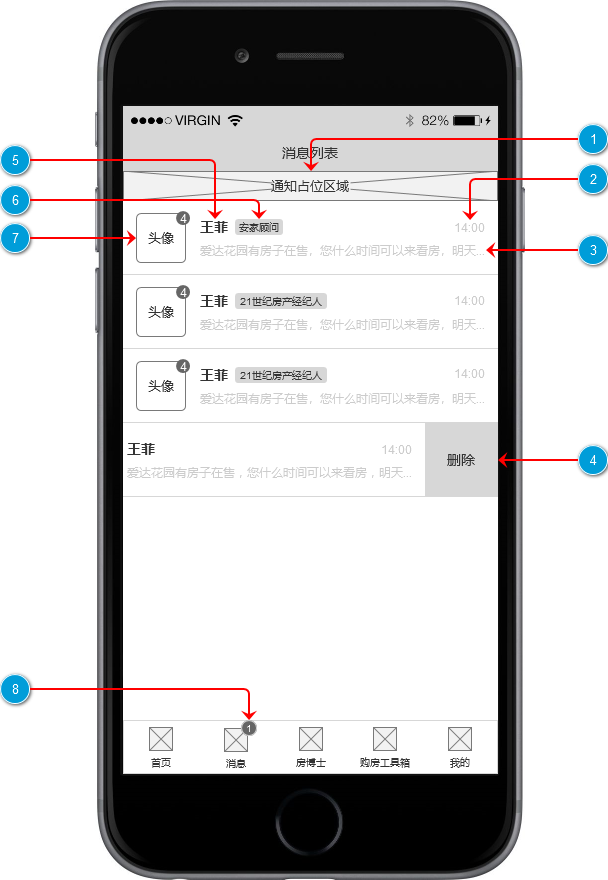 VIRGIN 82%
消息列表
1
通知占位区域
2
5
6
7
头像
4
王菲 安家顾问 14:00
爱达花园有房子在售，您什么时间可以来看房，明天...
3
头像
4
王菲 21世纪房产经纪人 14:00
爱达花园有房子在售，您什么时间可以来看房，明天...
头像
4
王菲 21世纪房产经纪人 14:00
爱达花园有房子在售，您什么时间可以来看房，明天...
王菲 14:00
爱达花园有房子在售，您什么时间可以来看房，明天...
删除
4
8
1
首页 消息 房博士 购房工具箱 我的